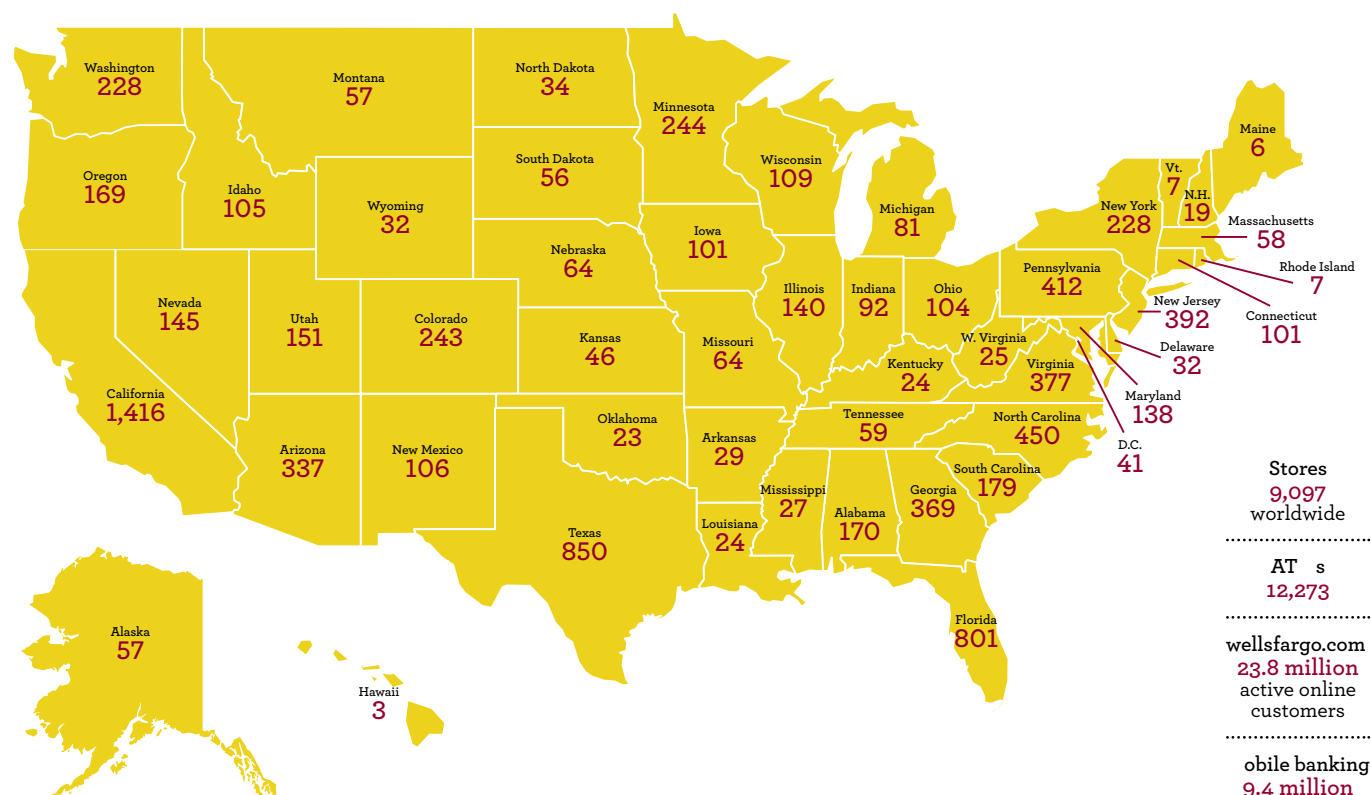 Washington
228
Montana
57
North Dakota
34
Minnesota
244
Maine
6
Oregon
169
Idaho
105
Wyoming
32
South Dakota
56
Wisconsin
109
Michigan
81
New York
228
Vt.
7
N.H.
19
Massachusetts
58
Rhode Island
7
Connecticut
101
Nevada
145
Utah
151
Colorado
243
Nebraska
64
Iowa
101
Illinois
140
Indiana
92
Ohio
104
Pennsylvania
412
New Jersey
392
Delaware
32
Maryland
138
D.C.
41
California
1,416
Kansas
46
Missouri
64
Kentucky
24
W. Virginia
25
Virginia
377
Arizona
337
New Mexico
106
Oklahoma
23
Arkansas
29
Tennessee
59
North Carolina
450
South Carolina
179
Texas
850
Louisiana
24
Mississippi
27
Alabama
170
Georgia
369
Florida
801
Alaska
57
Hawaii
3
Stores
9,097
worldwide
AT s
12,273
wellsfargo.com
23.8 million
active online
customers
obile banking
9.4 million